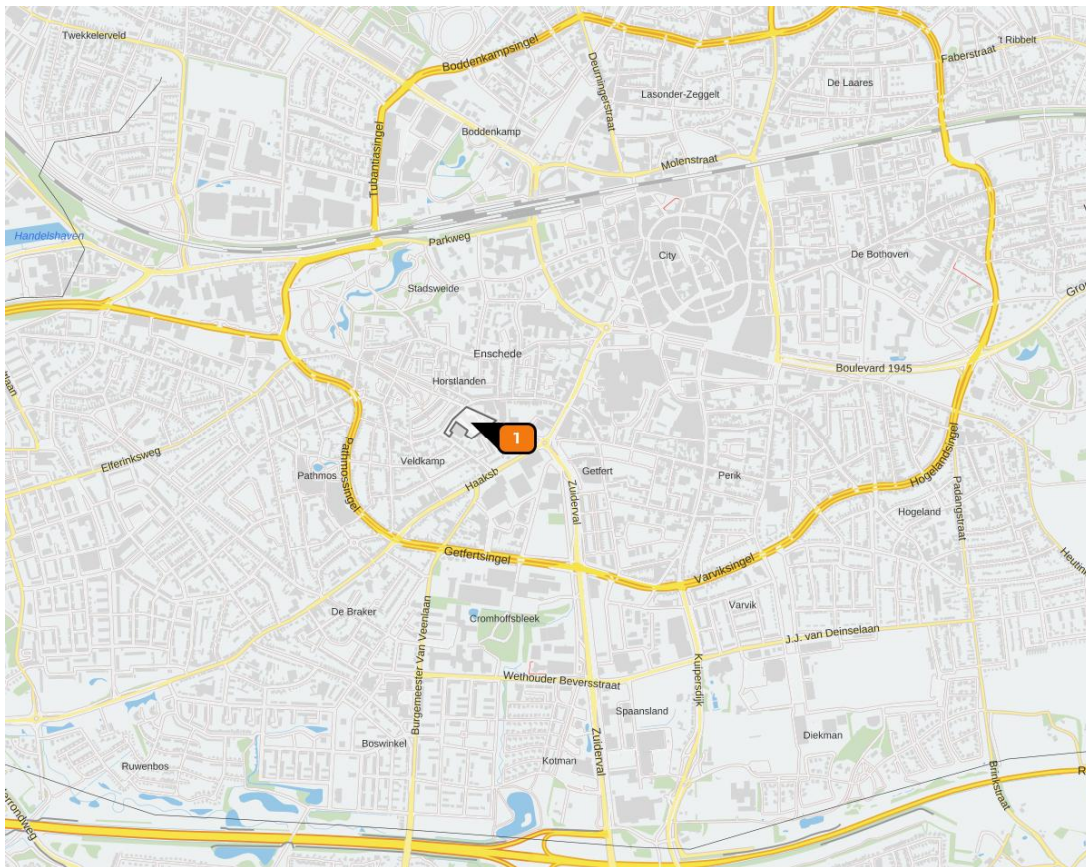 Twekkelerveld
Boddenkampsingel
't Ribbelt
Faberstraat
Deurningerstraat
De Laares
Lasonder-Zeggelt
Boddenkamp
Tubantiasingel
Molenstraat
Handelshaven
Parkweg
City
De Bothoven
Stadsweide
Enschede
Horstlanden
Boulevard 1945
Elferinksweg
Pathmossingel
1
Veldkamp
Pathmos
Haaksb
Getfert
Perik
Zuiderval
Hogelandsingel
Padangstraat
Hogeland
Getfertsingel
Varviksingel
De Braker
Cromhoffsbleek
Varvik
J.J. van Deinselaan
Burgemeester Van Veenlaan
Wethouder Beversstraat
Kuipersdijk
Spaansland
Zuiderval
Diekman
Boswinkel
Kotman
Ruwenbos
Brinkstraat